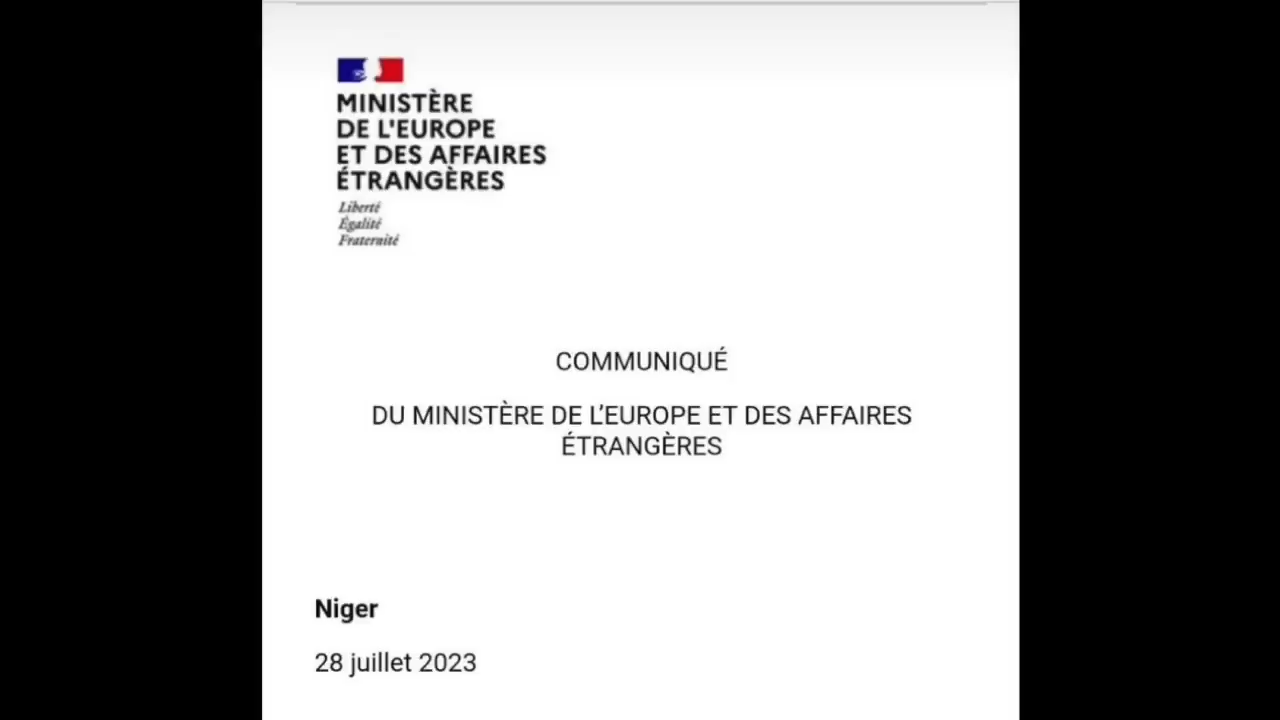 MINISTÈRE
DE L'EUROPE
ET DES AFFAIRES
ÉTRANGÈRES
Liberté
Égalité
Fraternité
COMMUNIQUÉ
DU MINISTÈRE DE L’EUROPE ET DES AFFAIRES
ÉTRANGÈRES
Niger
28 juillet 2023